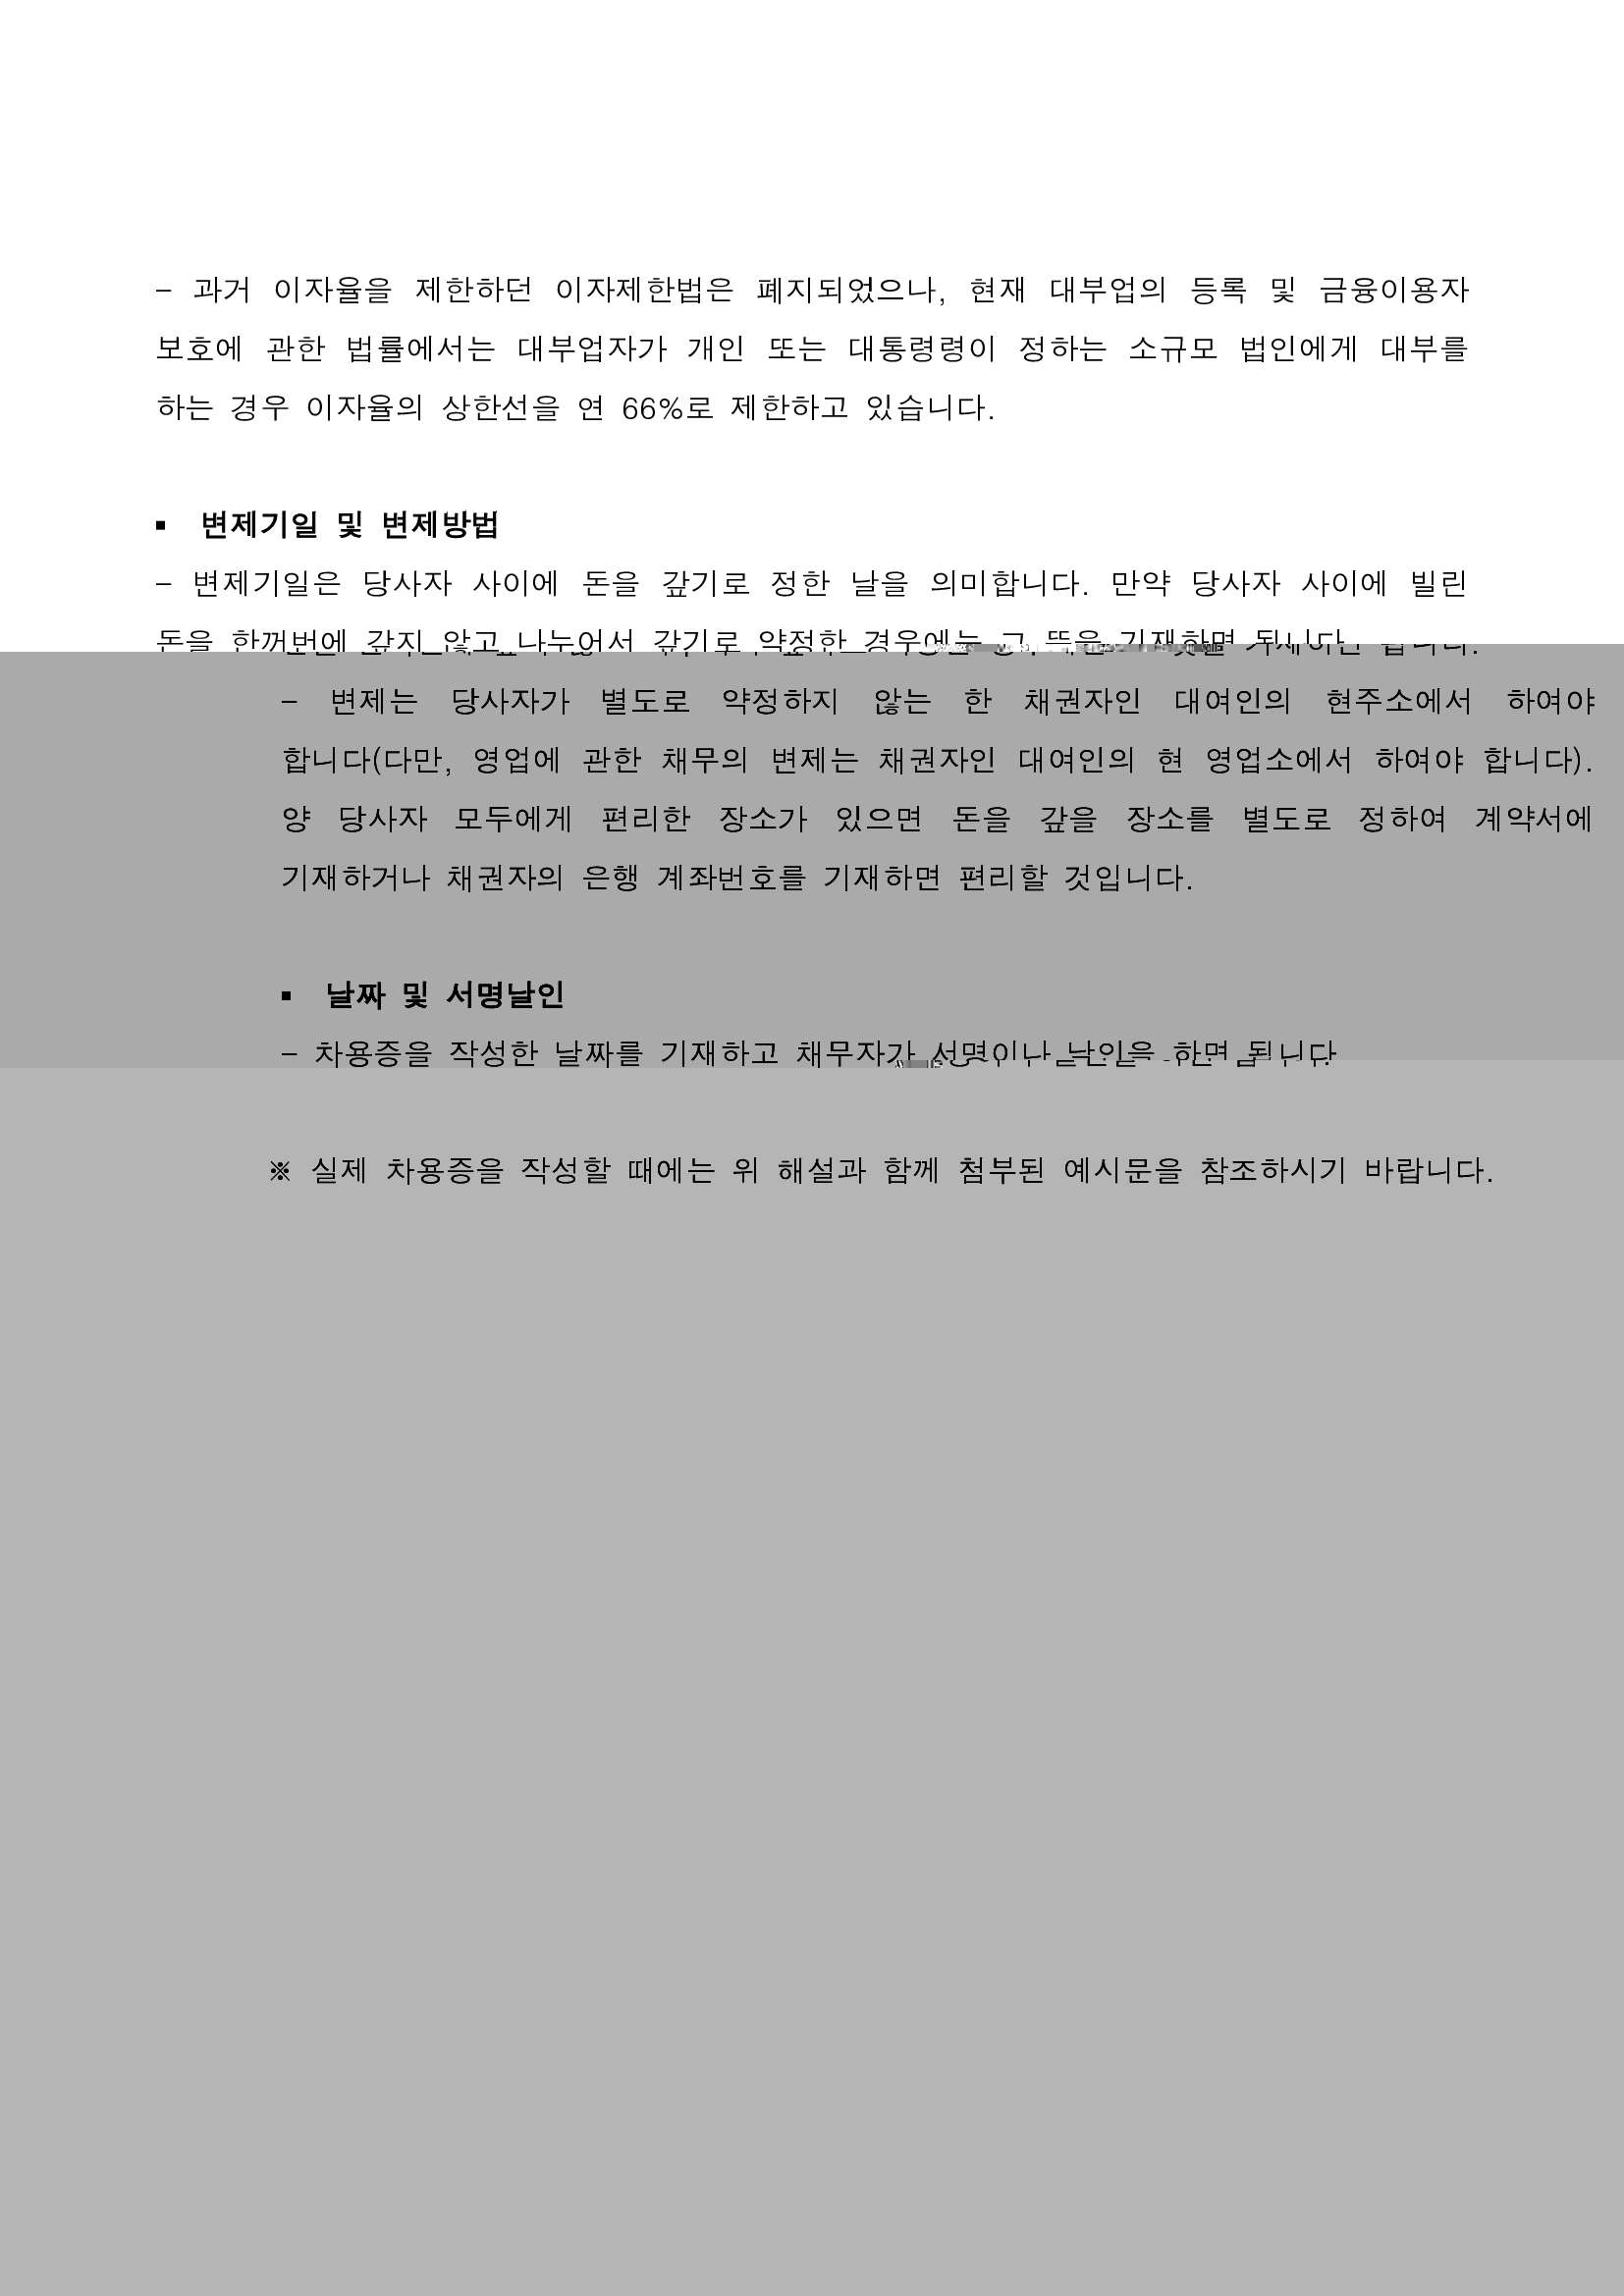 – 과거 이자율을 제한하던 이자제한법은 폐지되었으나, 현재 대부업의 등록 및 금융이용자
보호에 관한 법률에서는 대부업자가 개인 또는 대통령령이 정하는 소규모 법인에게 대부를
하는 경우 이자율의 상한선을 연 66%로 제한하고 있습니다.
▪ 변제기일 및 변제방법
– 변제기일은 당사자 사이에 돈을 갚기로 정한 날을 의미합니다. 만약 당사자 사이에 빌린
돈을 한꺼번에 갚지 않고 나누어서 갚기로 약정한 경우에는 그 뜻을 기재하면 됩니다.
– 변제는 당사자가 별도로 약정하지 않는 한 채권자인 대여인의 현주소에서 하여야
합니다(다만, 영업에 관한 채무의 변제는 채권자인 대여인의 현 영업소에서 하여야 합니다).
양 당사자 모두에게 편리한 장소가 있으면 돈을 갚을 장소를 별도로 정하여 계약서에
기재하거나 채권자의 은행 계좌번호를 기재하면 편리할 것입니다.
▪ 날짜 및 서명날인
– 차용증을 작성한 날짜를 기재하고 채무자가 서명이나 날인을 하면 됩니다.
※ 실제 차용증을 작성할 때에는 위 해설과 함께 첨부된 예시문을 참조하시기 바랍니다.